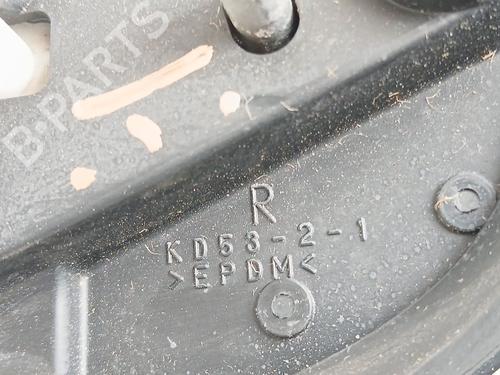 B-PARTS
R
KD53-2-1
>EPDM<